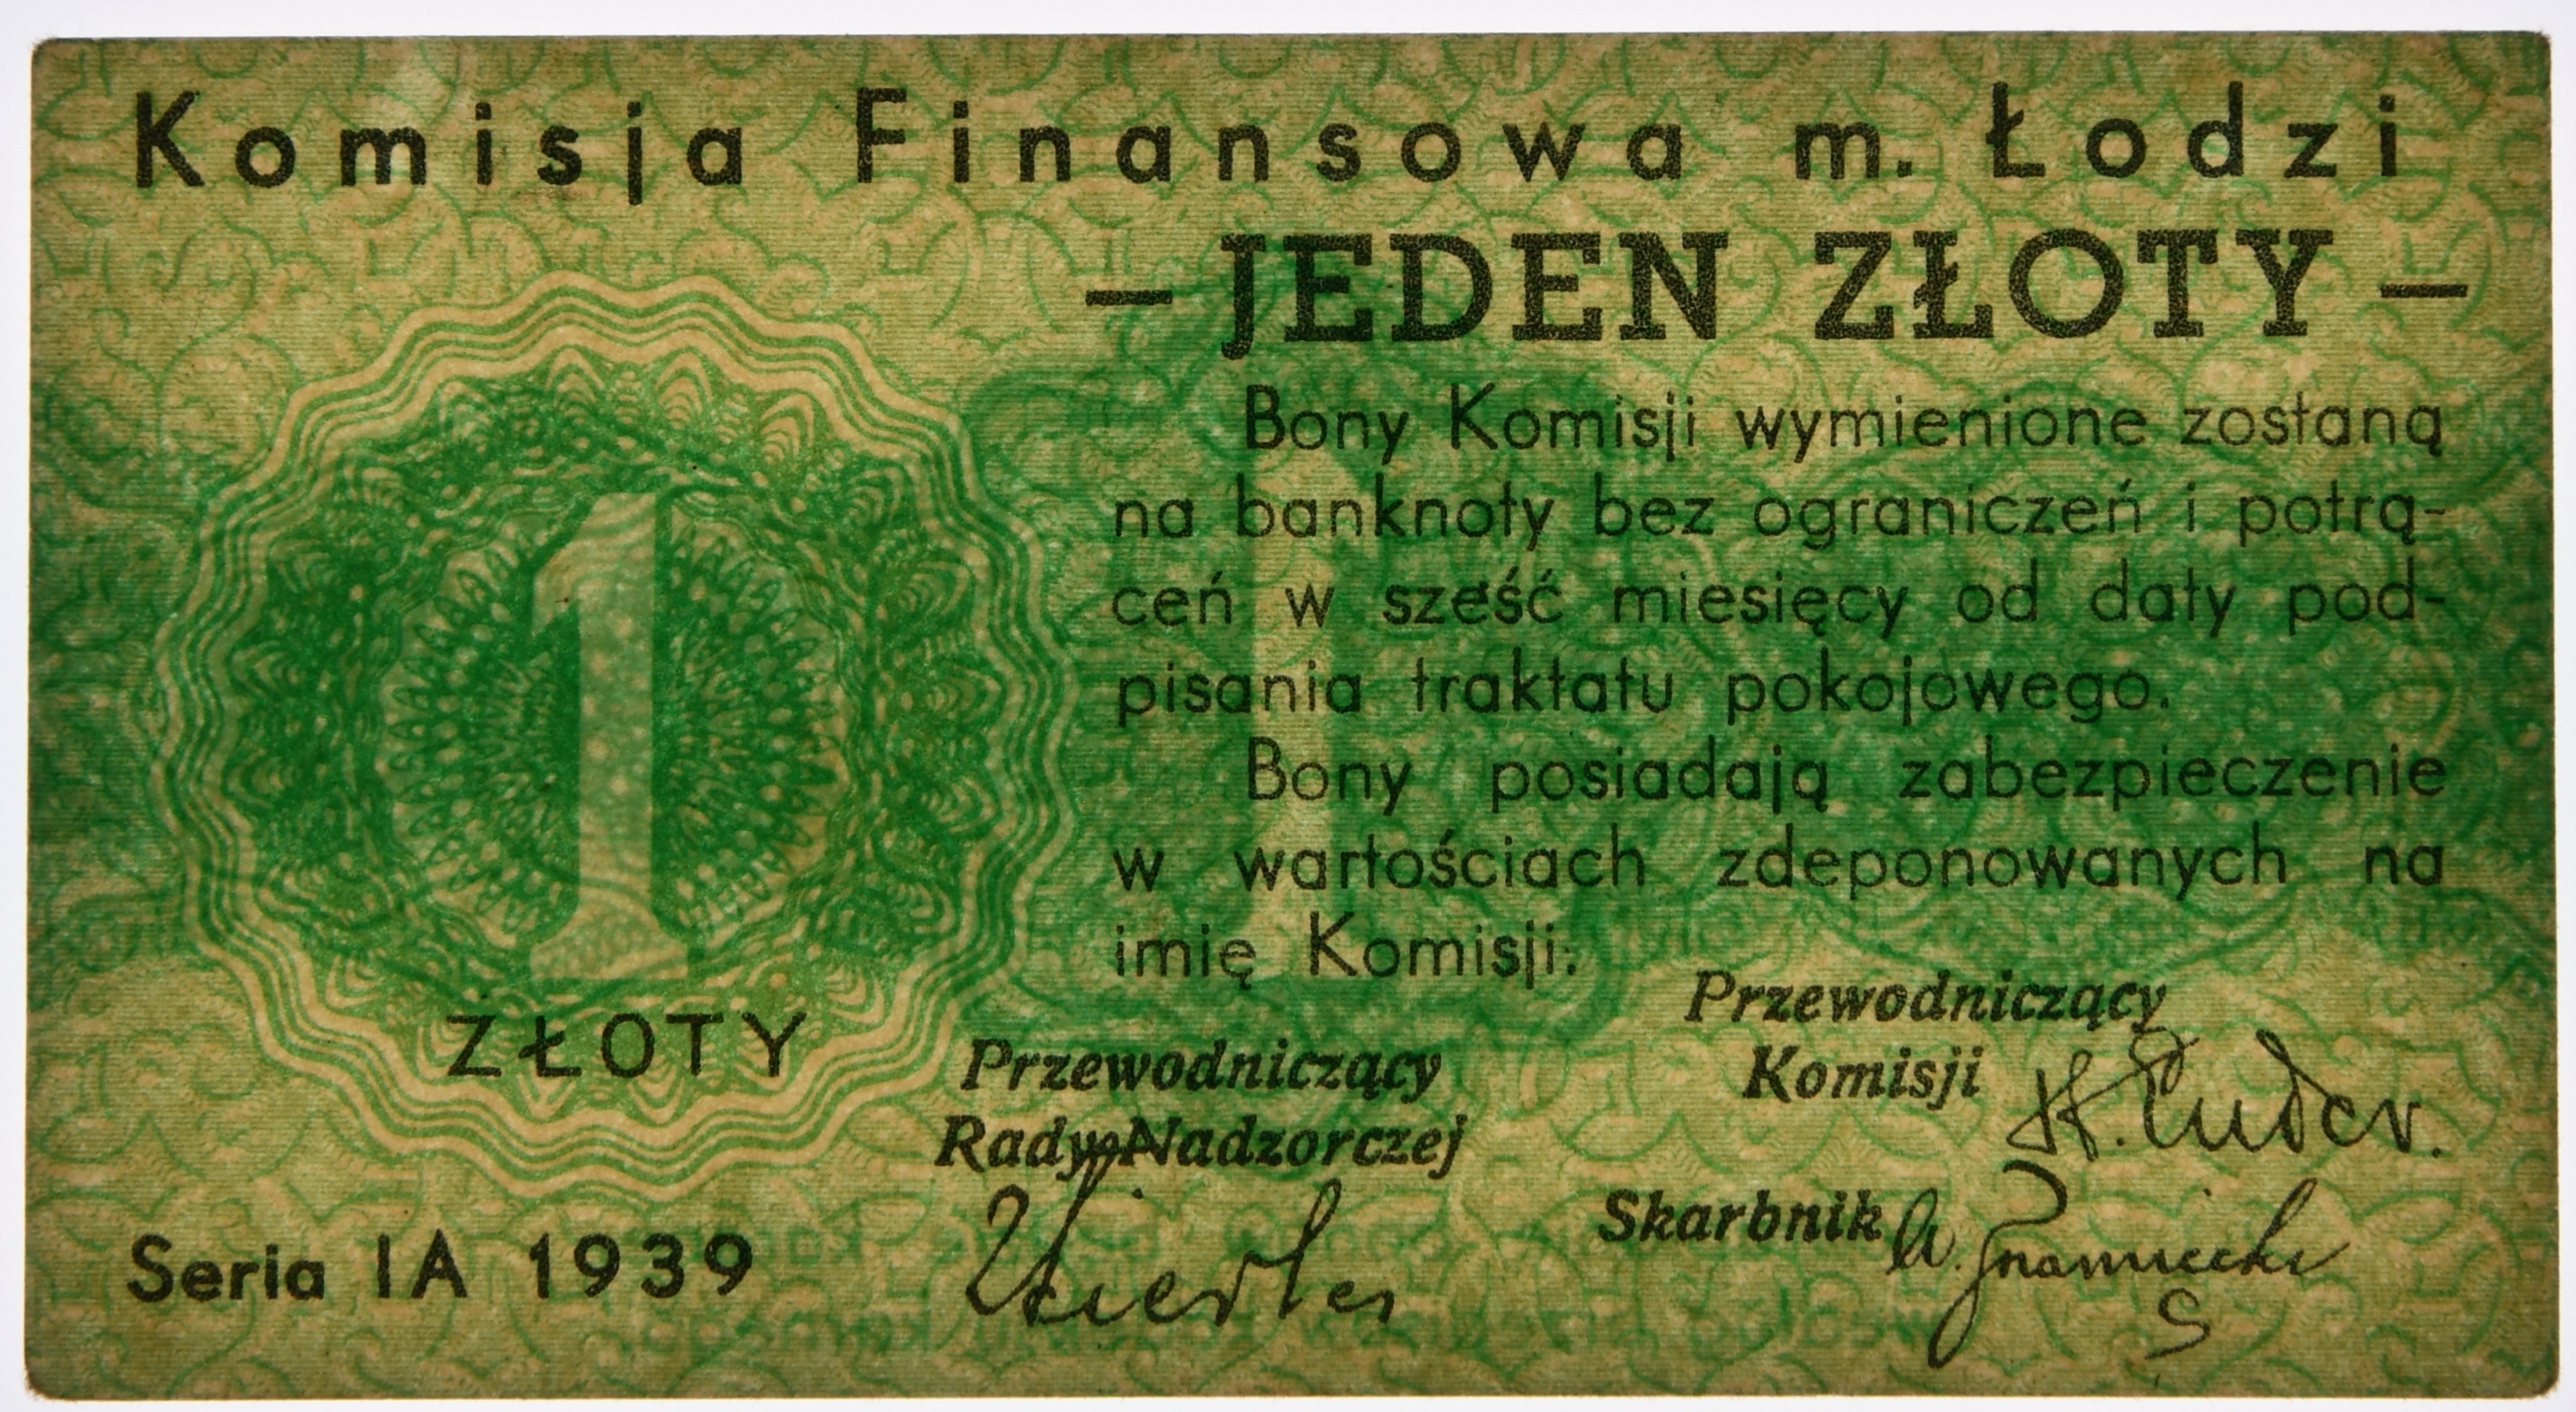 Komisja Finansowa m. Łodzi
— JEDEN ZŁOTY —
Bony Komisji wymienione zostaną
na banknoty bez ograniczeń i potrą-
ceń w sześć miesięcy od daty pod-
pisania traktatu pokojowego.
Bony posiadają zabezpieczenie
w wartościach zdeponowanych na
imię Komisji.
1
ZŁOTY
Przewodniczący
Rady Nadzorczej
Przewodniczący
Komisji
Skarbnik
Seria IA 1939